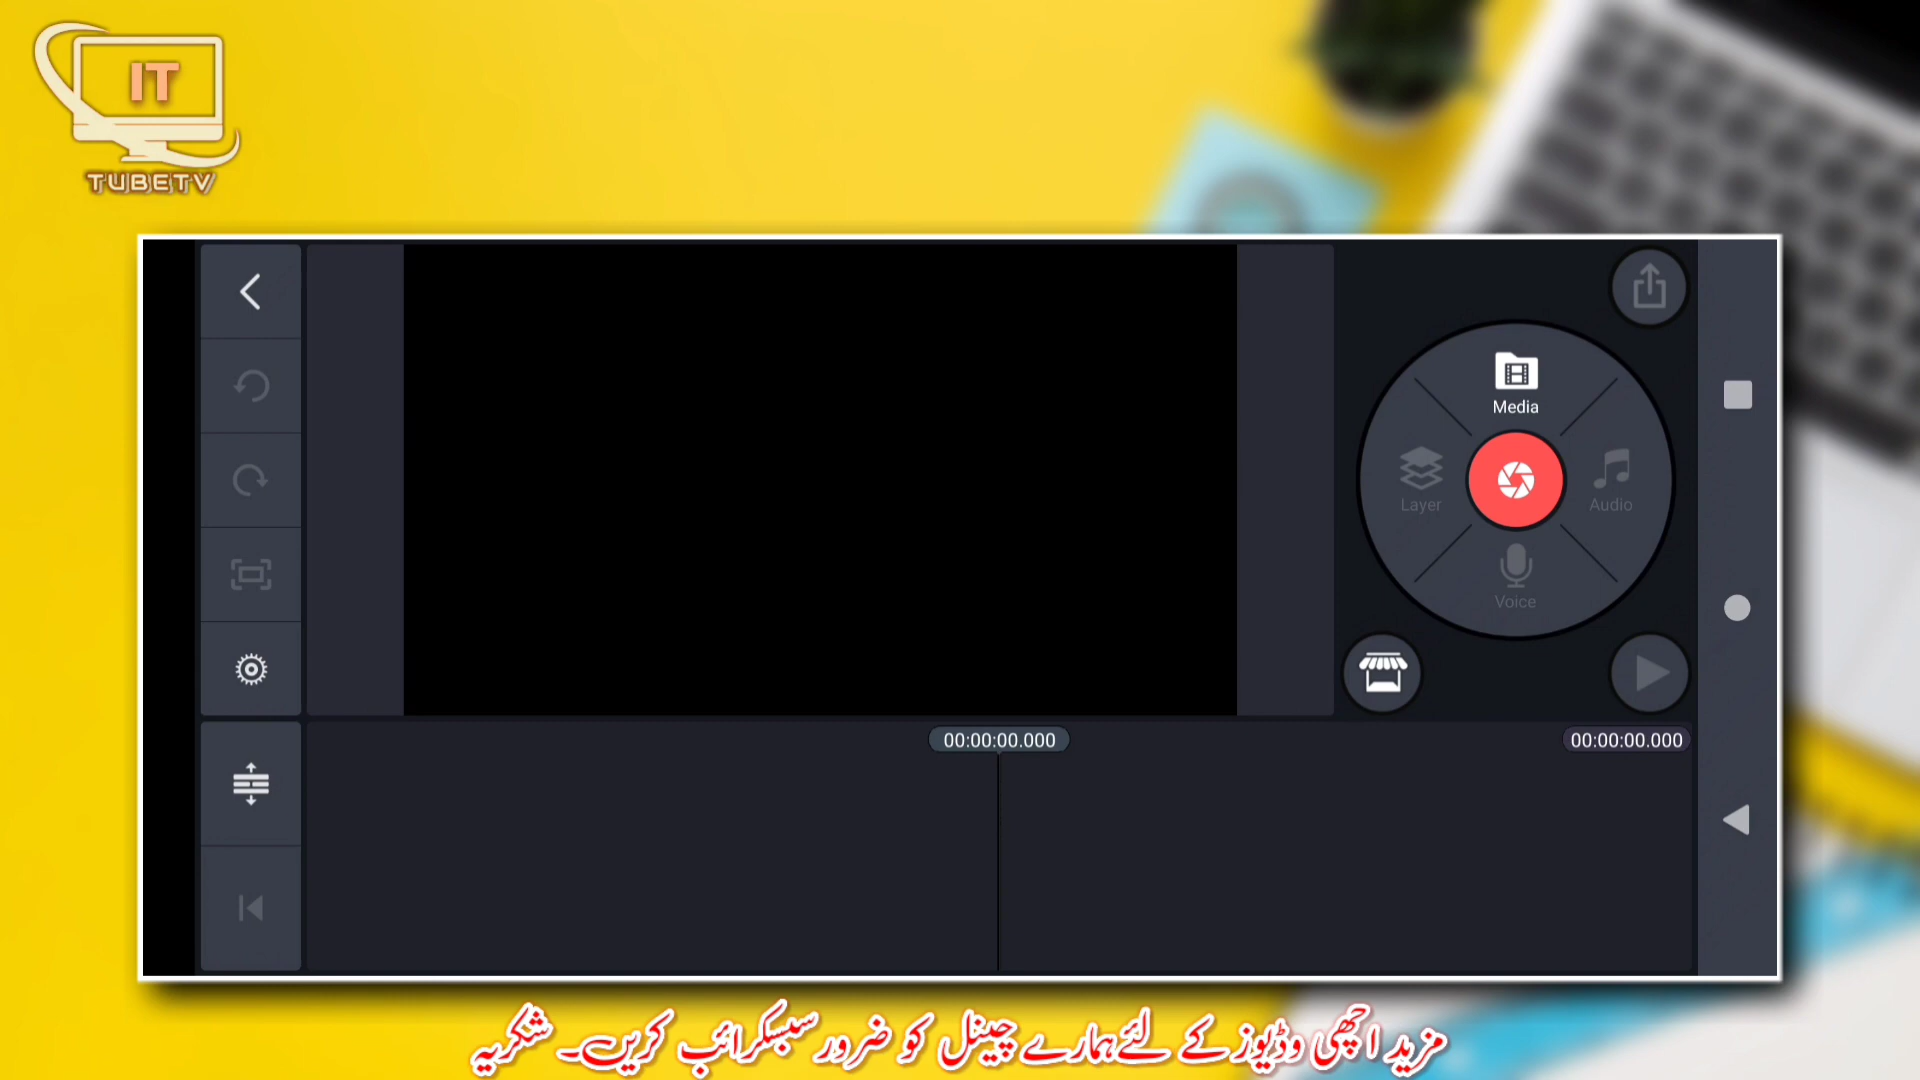 IT
TUBETV
Media
Layer
Audio
Voice
00:00:00.000
00:00:00.000
مزید اچھی وڈیوز کے لئے ہمارے چینل کو ضرور سبسکرائب کریں۔ شکریہ